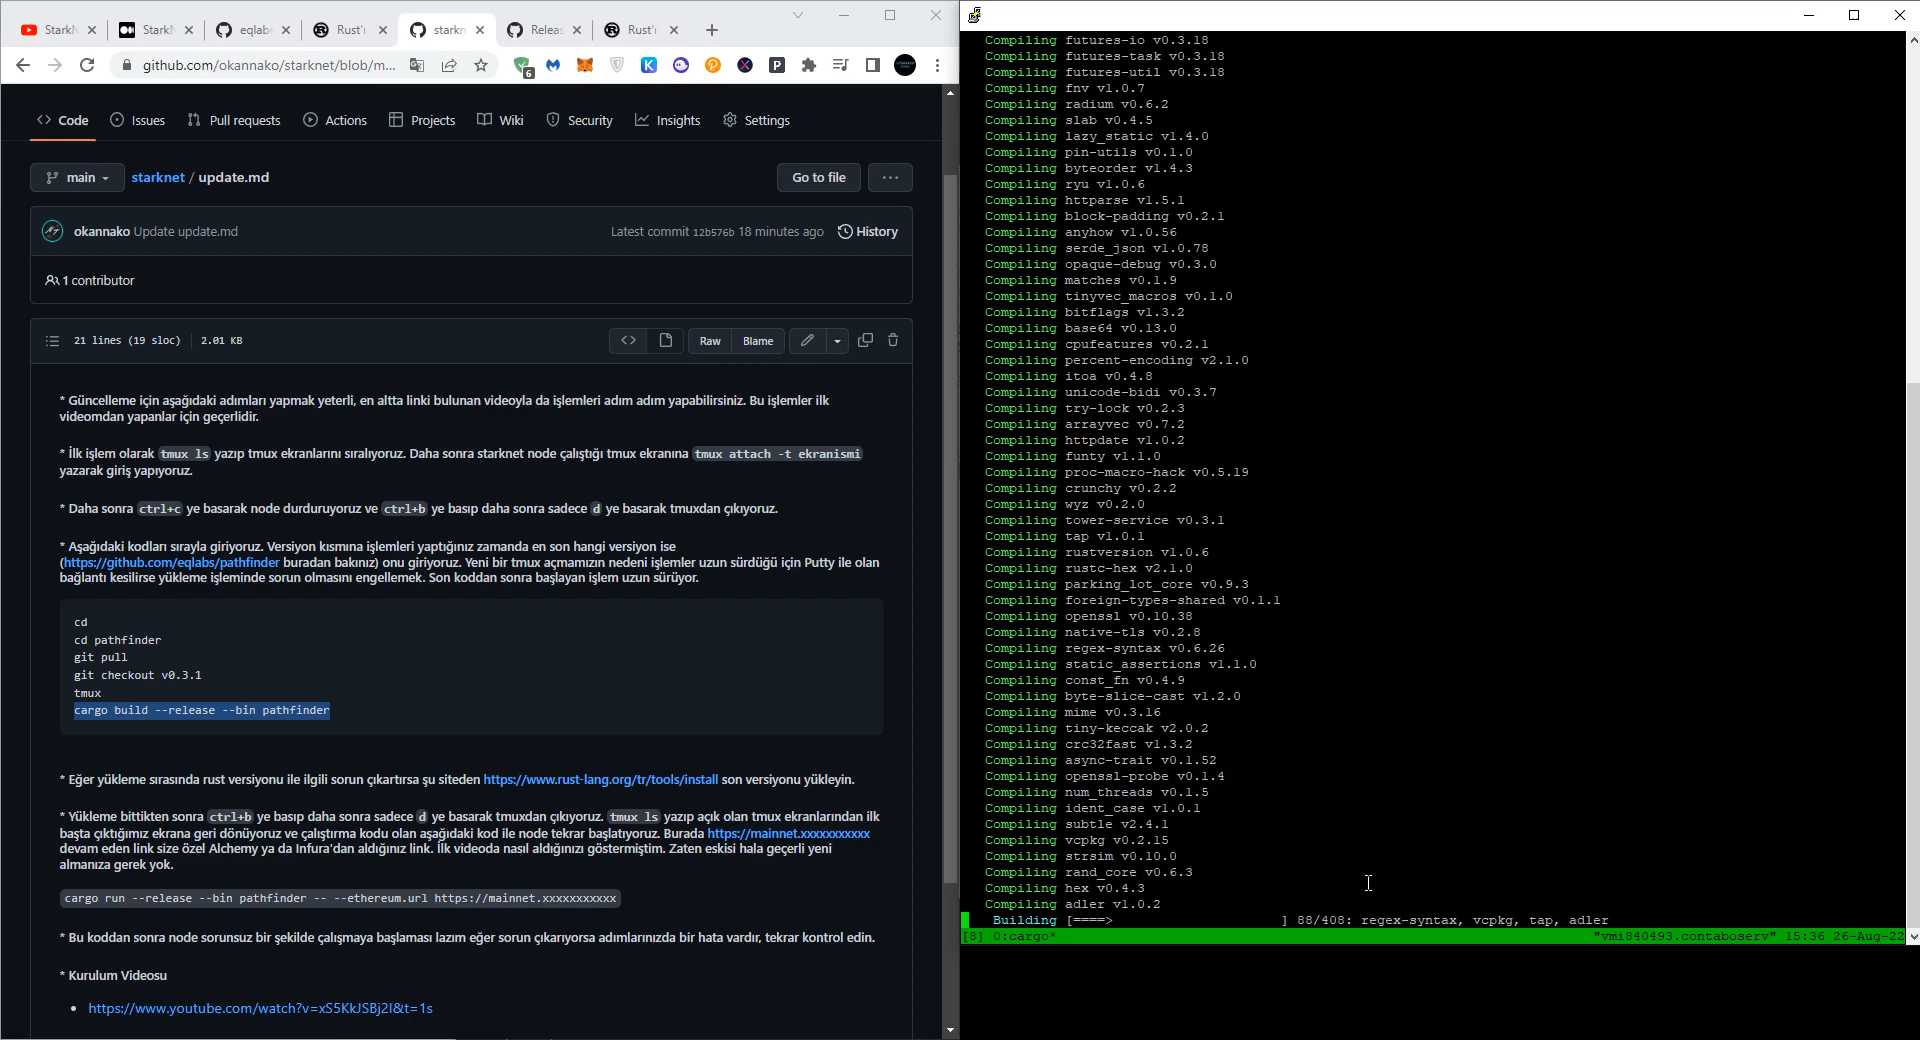 StarkN
StarkN
eqlab
Rust'
starkn
Releas
Rust'
github.com/okannako/starknet/blob/m...
6
Code
Issues
Pull requests
Actions
Projects
Wiki
Security
Insights
Settings
main
starknet / update.md
Go to file
okannako Update update.md
Latest commit 12b576b 18 minutes ago
History
1 contributor
21 lines (19 sloc)
2.01 KB
Raw
Blame
* Güncelleme için aşağıdaki adımları yapmak yeterli, en altta linki bulunan videoyla da işlemleri adım adım yapabilirsiniz. Bu işlemler ilk
videomdan yapanlar için geçerlidir.
* İlk işlem olarak tmux ls yazıp tmux ekranlarını sıralıyoruz. Daha sonra starknet node çalıştığı tmux ekranına tmux attach -t ekranismi
yazarak giriş yapıyoruz.
* Daha sonra ctrl+c ye basarak node durduruyoruz ve ctrl+b ye basıp daha sonra sadece d ye basarak tmuxdan çıkıyoruz.
* Aşağıdaki kodları sırayla giriyoruz. Versiyon kısmına işlemleri yaptığınız zamanda en son hangi versiyon ise
(https://github.com/eqlabs/pathfinder buradan bakınız) onu giriyoruz. Yeni bir tmux açmamızın nedeni işlemler uzun sürdüğü için Putty ile olan
bağlantı kesilirse yükleme işleminde sorun olmasını engellemek. Son koddan sonra başlayan işlem uzun sürüyor.
cd
cd pathfinder
git pull
git checkout v0.3.1
tmux
cargo build --release --bin pathfinder
* Eğer yükleme sırasında rust versiyonu ile ilgili sorun çıkartırsa şu siteden https://www.rust-lang.org/tr/tools/install son versiyonu yükleyin.
* Yükleme bittikten sonra ctrl+b ye basıp daha sonra sadece d ye basarak tmuxdan çıkıyoruz. tmux ls yazıp açık olan tmux ekranlarından ilk
başta çıktığımız ekrana geri dönüyoruz ve çalıştırma kodu olan aşağıdaki kod ile node tekrar başlatıyoruz. Burada https://mainnet.xxxxxxxxxxx
devam eden link size özel Alchemy ya da Infura'dan aldığınız link. İlk videoda nasıl aldığınızı göstermiştim. Zaten eskisi hala geçerli yeni
almanıza gerek yok.
cargo run --release --bin pathfinder -- --ethereum.url https://mainnet.xxxxxxxxxxx
* Bu koddan sonra node sorunsuz bir şekilde çalışmaya başlaması lazım eğer sorun çıkarıyorsa adımlarınızda bir hata vardır, tekrar kontrol edin.
* Kurulum Videosu
https://www.youtube.com/watch?v=xS5KkJSBj2I&t=1s
Compiling futures-io v0.3.18
Compiling futures-task v0.3.18
Compiling futures-util v0.3.18
Compiling fnv v1.0.7
Compiling radium v0.6.2
Compiling slab v0.4.5
Compiling lazy_static v1.4.0
Compiling pin-utils v0.1.0
Compiling byteorder v1.4.3
Compiling ryu v1.0.6
Compiling httparse v1.5.1
Compiling block-padding v0.2.1
Compiling anyhow v1.0.56
Compiling serde_json v1.0.78
Compiling opaque-debug v0.3.0
Compiling matches v0.1.9
Compiling tinyvec_macros v0.1.0
Compiling bitflags v1.3.2
Compiling base64 v0.13.0
Compiling cpufeatures v0.2.1
Compiling percent-encoding v2.1.0
Compiling itoa v0.4.8
Compiling unicode-bidi v0.3.7
Compiling try-lock v0.2.3
Compiling arrayvec v0.7.2
Compiling httpdate v1.0.2
Compiling funty v1.1.0
Compiling proc-macro-hack v0.5.19
Compiling crunchy v0.2.2
Compiling wyz v0.2.0
Compiling tower-service v0.3.1
Compiling tap v1.0.1
Compiling rustversion v1.0.6
Compiling rustc-hex v2.1.0
Compiling parking_lot_core v0.9.3
Compiling foreign-types-shared v0.1.1
Compiling openssl v0.10.38
Compiling native-tls v0.2.8
Compiling regex-syntax v0.6.26
Compiling static_assertions v1.1.0
Compiling const_fn v0.4.9
Compiling byte-slice-cast v1.2.0
Compiling mime v0.3.16
Compiling tiny-keccak v2.0.2
Compiling crc32fast v1.3.2
Compiling async-trait v0.1.52
Compiling openssl-probe v0.1.4
Compiling num_threads v0.1.5
Compiling ident_case v1.0.1
Compiling subtle v2.4.1
Compiling vcpkg v0.2.15
Compiling strsim v0.10.0
Compiling rand_core v0.6.3
Compiling hex v0.4.3
Compiling adler v1.0.2
Building [====> ] 88/408: regex-syntax, vcpkg, tap, adler
[8] 0:cargo* "vmi840493.contaboserv" 15:36 26-Aug-22